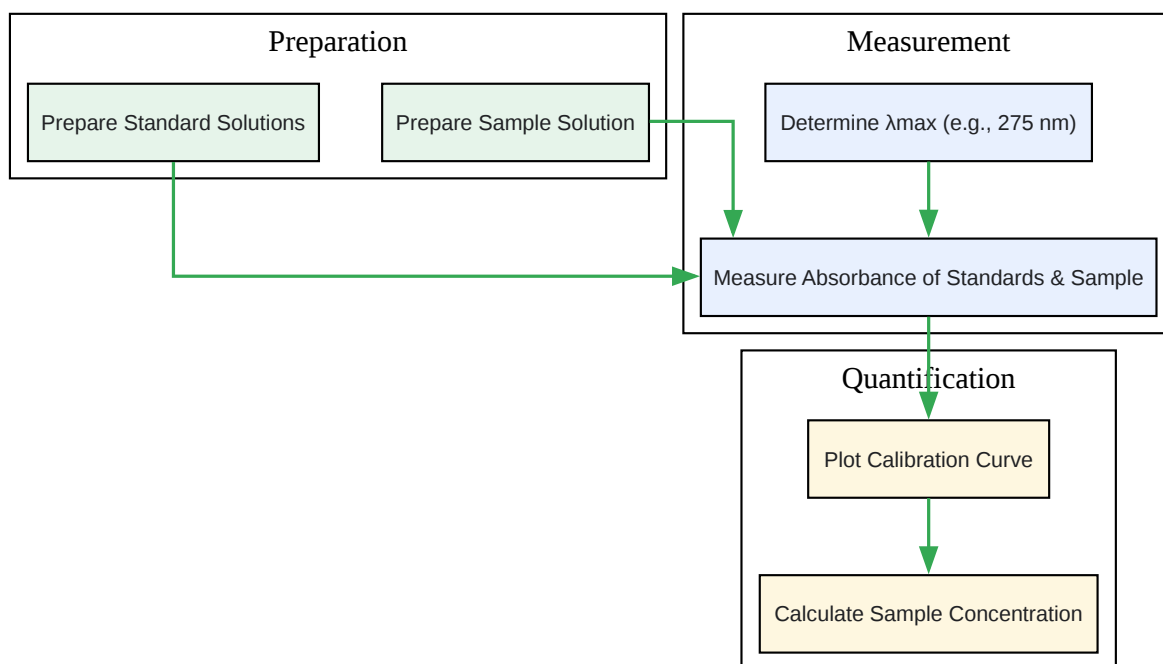 Preparation
Prepare Standard Solutions
Prepare Sample Solution
Measurement
Determine λmax (e.g., 275 nm)
Measure Absorbance of Standards & Sample
Quantification
Plot Calibration Curve
Calculate Sample Concentration